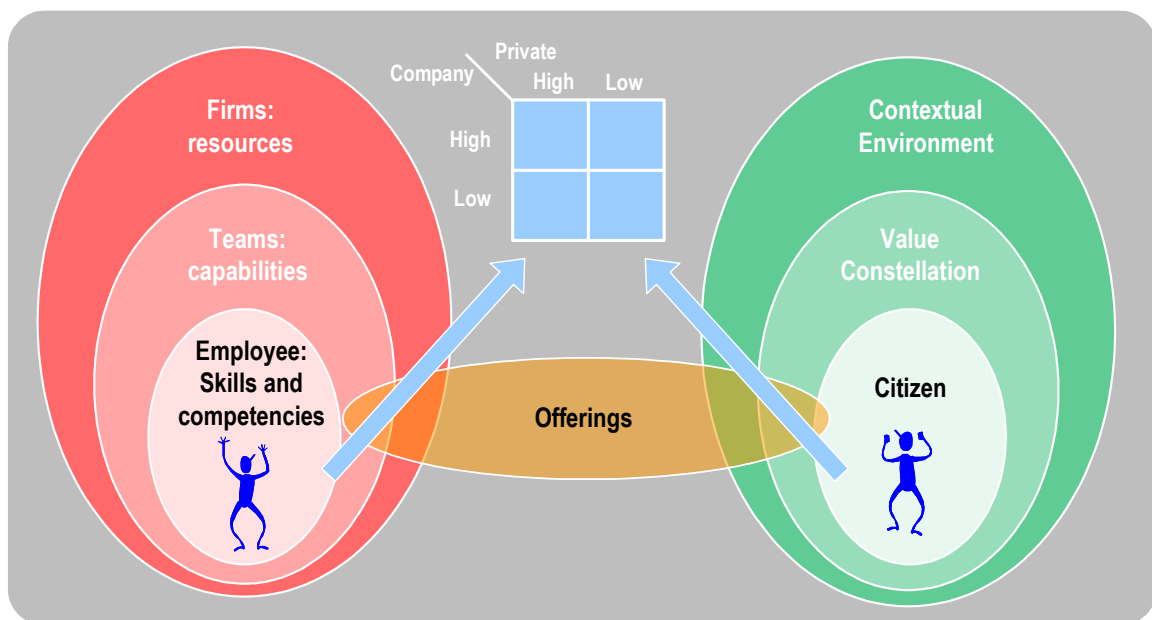 Private
Company
High Low
High
Low
Firms:
resources
Teams:
capabilities
Employee:
Skills and
competencies
Offerings
Contextual
Environment
Value
Constellation
Citizen